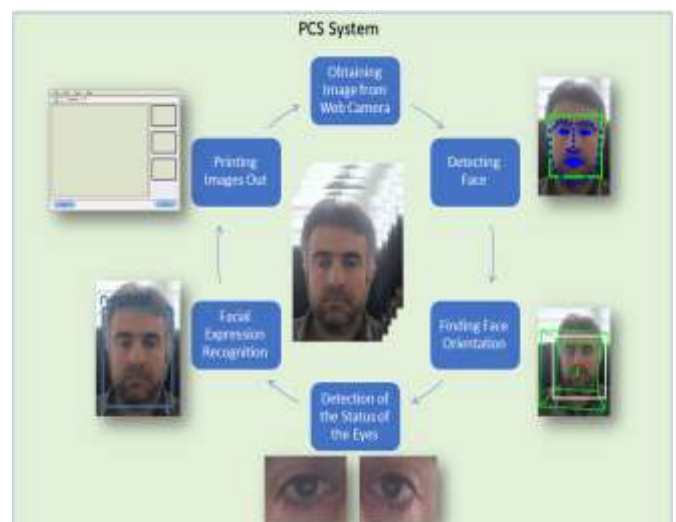 PCS System
Obtaining
Image from
Web Camera
Detecting
Face
Finding Face
Orientation
Detection of
the Status of
the Eyes
Facial
Expression
Recognition
Printing
Images Out